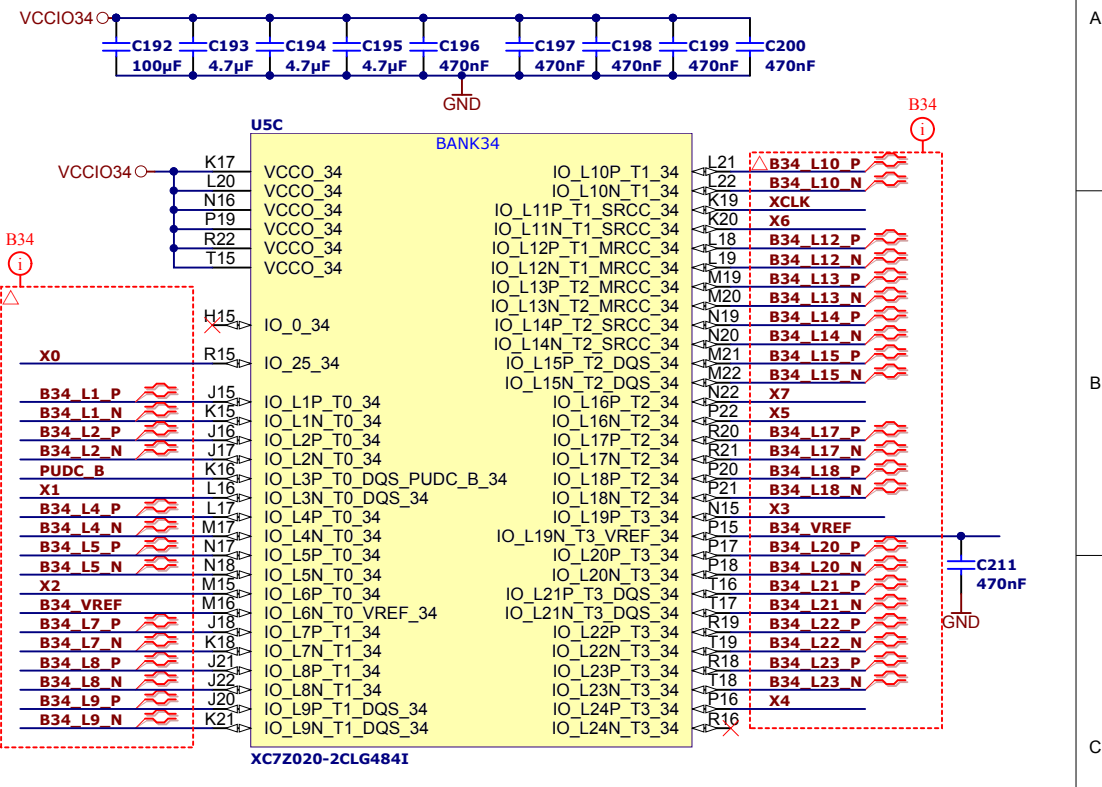 VCCIO34
C192 C193 C194 C195 C196 C197 C198 C199 C200
100µF 4.7µF 4.7µF 4.7µF 470nF 470nF 470nF 470nF 470nF
GND
A
B34
i
U5C
BANK34
VCCIO34
K17 VCCO_34
L20 VCCO_34
N16 VCCO_34
P19 VCCO_34
R22 VCCO_34
T15 VCCO_34
B34
i
H15 IO_0_34
X0 R15 IO_25_34
B34_L1_P J15 IO_L1P_T0_34
B34_L1_N K15 IO_L1N_T0_34
B34_L2_P J16 IO_L2P_T0_34
B34_L2_N J17 IO_L2N_T0_34
PUDC_B K16 IO_L3P_T0_DQS_PUDC_B_34
X1 L16 IO_L3N_T0_DQS_34
B34_L4_P L17 IO_L4P_T0_34
B34_L4_N M17 IO_L4N_T0_34
B34_L5_P N17 IO_L5P_T0_34
B34_L5_N N18 IO_L5N_T0_34
X2 M15 IO_L6P_T0_34
B34_VREF M16 IO_L6N_T0_VREF_34
B34_L7_P J18 IO_L7P_T1_34
B34_L7_N K18 IO_L7N_T1_34
B34_L8_P J21 IO_L8P_T1_34
B34_L8_N J22 IO_L8N_T1_34
B34_L9_P J20 IO_L9P_T1_DQS_34
B34_L9_N K21 IO_L9N_T1_DQS_34
IO_L10P_T1_34 L21 B34_L10_P
IO_L10N_T1_34 L22 B34_L10_N
IO_L11P_T1_SRCC_34 K19 XCLK
IO_L11N_T1_SRCC_34 K20 X6
IO_L12P_T1_MRCC_34 L18 B34_L12_P
IO_L12N_T1_MRCC_34 L19 B34_L12_N
IO_L13P_T2_MRCC_34 M19 B34_L13_P
IO_L13N_T2_MRCC_34 M20 B34_L13_N
IO_L14P_T2_SRCC_34 N19 B34_L14_P
IO_L14N_T2_SRCC_34 N20 B34_L14_N
IO_L15P_T2_DQS_34 M21 B34_L15_P
IO_L15N_T2_DQS_34 M22 B34_L15_N
IO_L16P_T2_34 N22 X7
IO_L16N_T2_34 P22 X5
IO_L17P_T2_34 R20 B34_L17_P
IO_L17N_T2_34 R21 B34_L17_N
IO_L18P_T2_34 P20 B34_L18_P
IO_L18N_T2_34 P21 B34_L18_N
IO_L19P_T3_34 N15 X3
IO_L19N_T3_VREF_34 P15 B34_VREF
IO_L20P_T3_34 P17 B34_L20_P
IO_L20N_T3_34 P18 B34_L20_N
IO_L21P_T3_DQS_34 T16 B34_L21_P
IO_L21N_T3_DQS_34 T17 B34_L21_N
IO_L22P_T3_34 R19 B34_L22_P
IO_L22N_T3_34 T19 B34_L22_N
IO_L23P_T3_34 R18 B34_L23_P
IO_L23N_T3_34 T18 B34_L23_N
IO_L24P_T3_34 P16 X4
IO_L24N_T3_34 R16
C211
470nF
GND
B
C
XC7Z020-2CLG484I